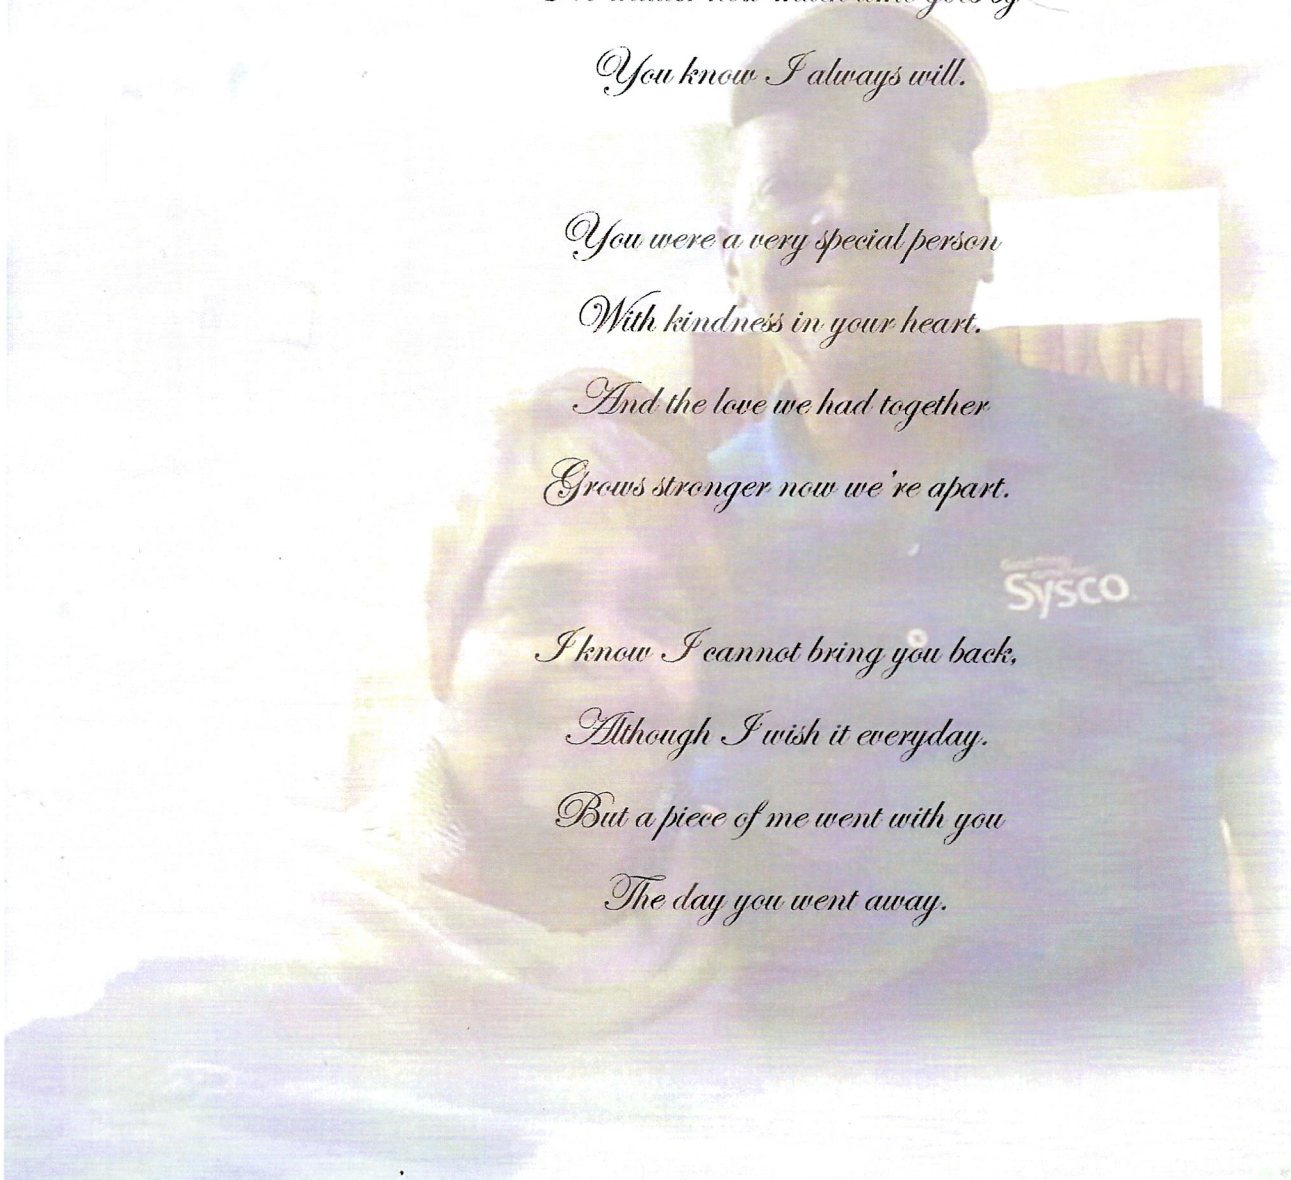 You know I always will.
You were a very special person
With kindness in your heart.
And the love we had together
Grows stronger now we're apart.
Sysco
I know I cannot bring you back,
Although I wish it everyday.
But a piece of me went with you
The day you went away.